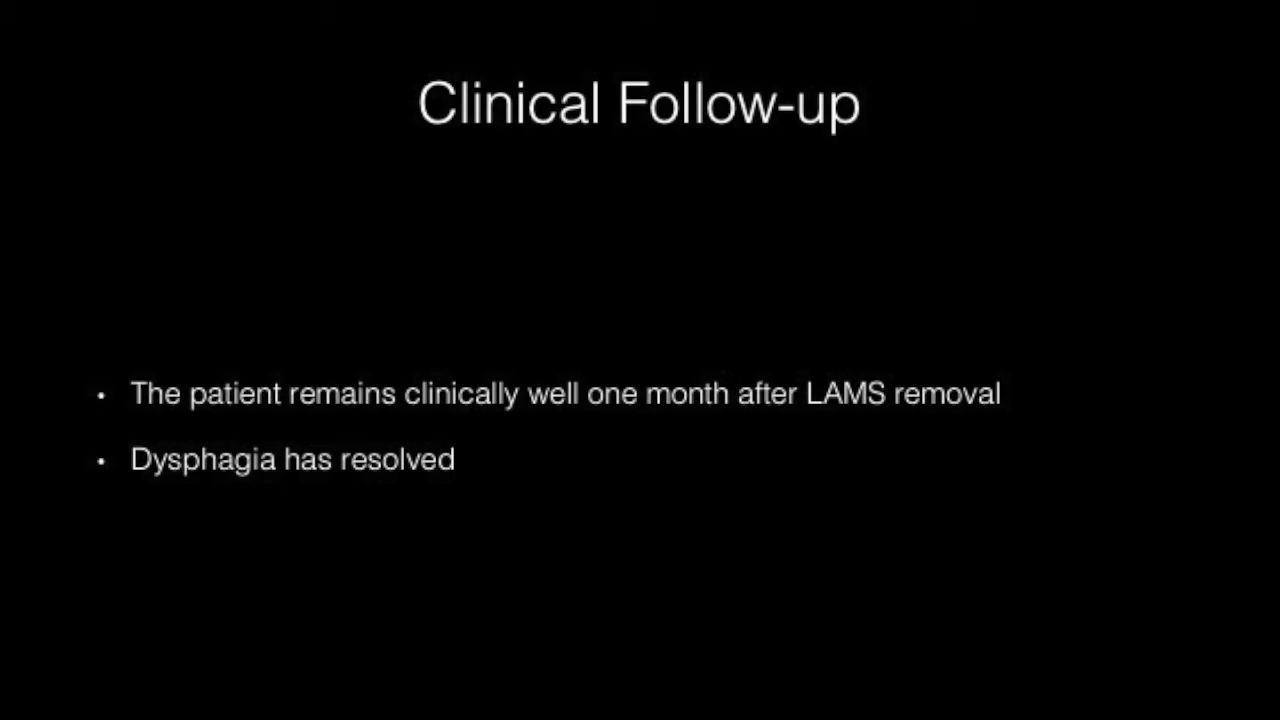 Clinical Follow-up
• The patient remains clinically well one month after LAMS removal
• Dysphagia has resolved